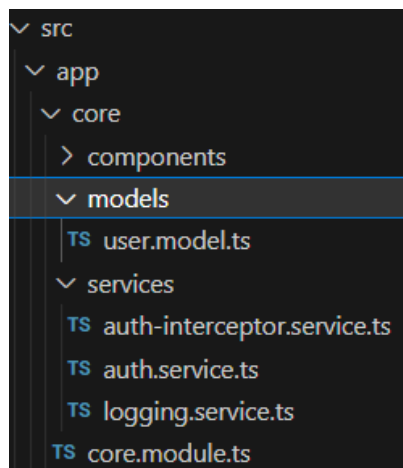 src
app
core
components
models
TS user.model.ts
services
TS auth-interceptor.service.ts
TS auth.service.ts
TS logging.service.ts
TS core.module.ts